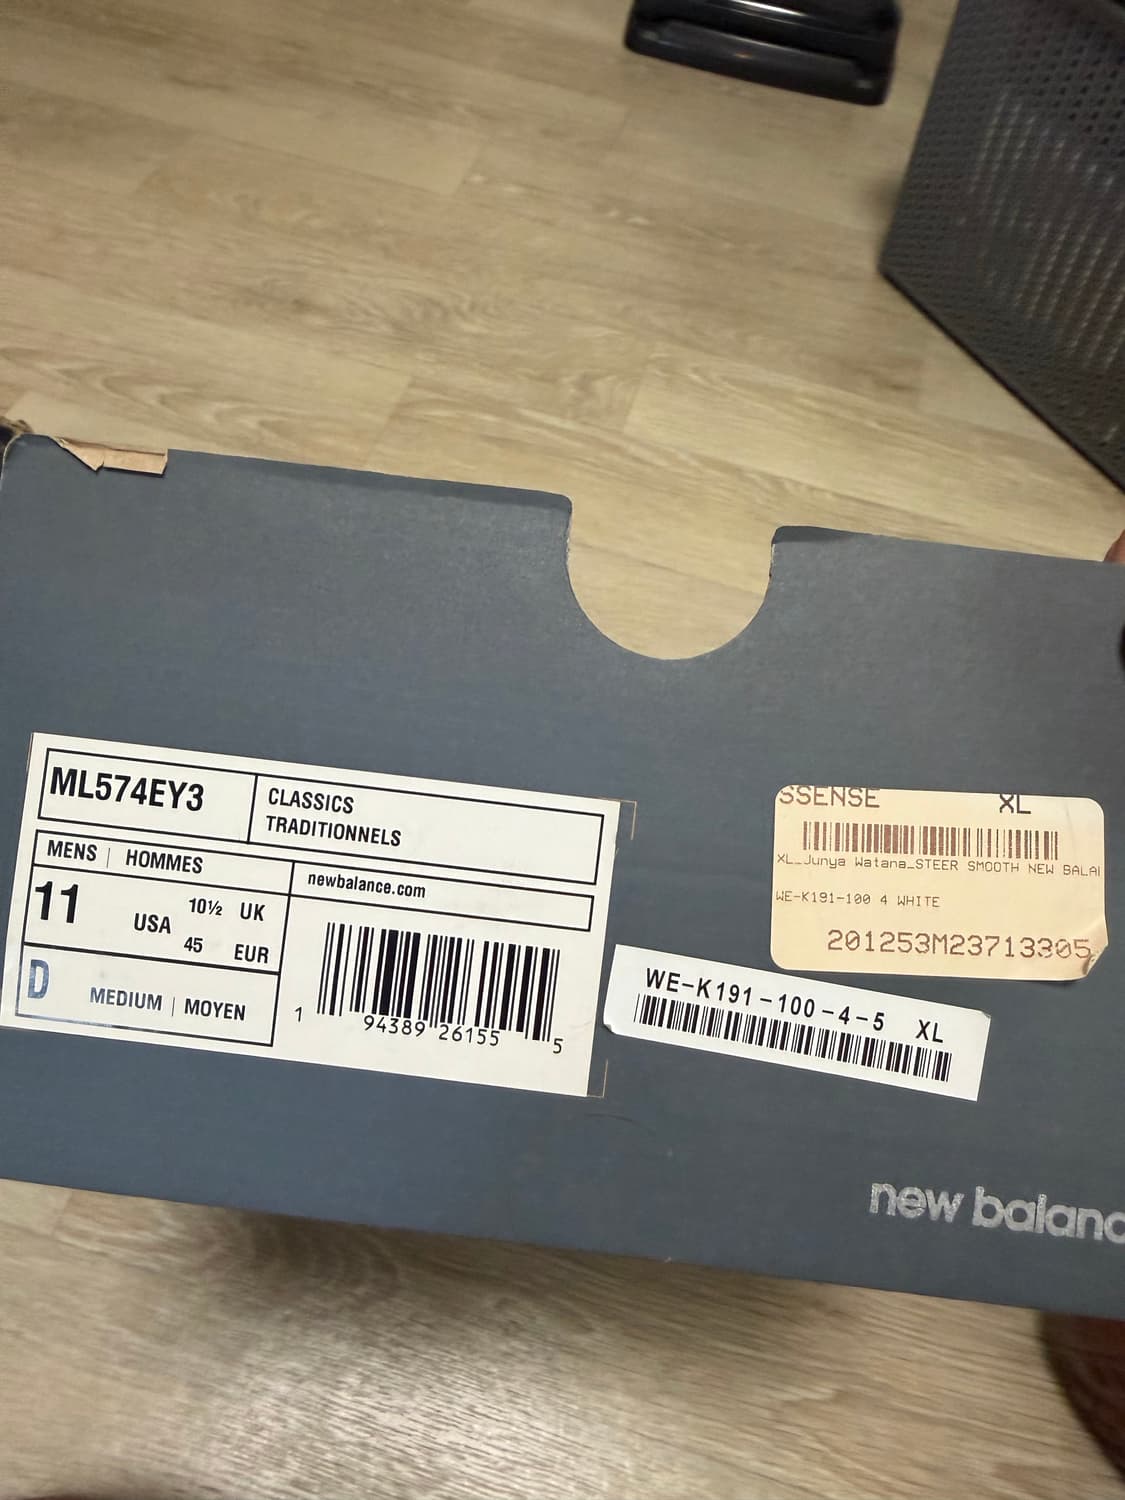 ML574EY3
CLASSICS
TRADITIONNELS
MENS | HOMMES
newbalance.com
11 USA
10½ UK
45 EUR
D MEDIUM | MOYEN
1 94389 26155 5
SSENSE XL
XL_Junya Watana_STEER SMOOTH NEW BALA
WE-K191-100 4 WHITE
201253M23713305
WE-K191-100-4-5 XL
new balanc